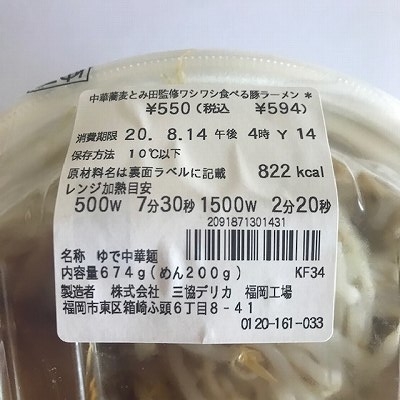 中華蕎麦とみ田監修ワシワシ食べる豚ラーメン *
¥550(税込 ¥594)
消費期限 20. 8.14 午後 4時 Y 14
保存方法 10℃以下
原材料名は裏面ラベルに記載 822 kcal
レンジ加熱目安
500W 7分30秒 1500W 2分20秒
2091871301431
名称 ゆで中華麺
内容量674g(めん200g) KF34
製造者 株式会社 三協デリカ 福岡工場
福岡市東区箱崎ふ頭6丁目8-41
0120-161-033